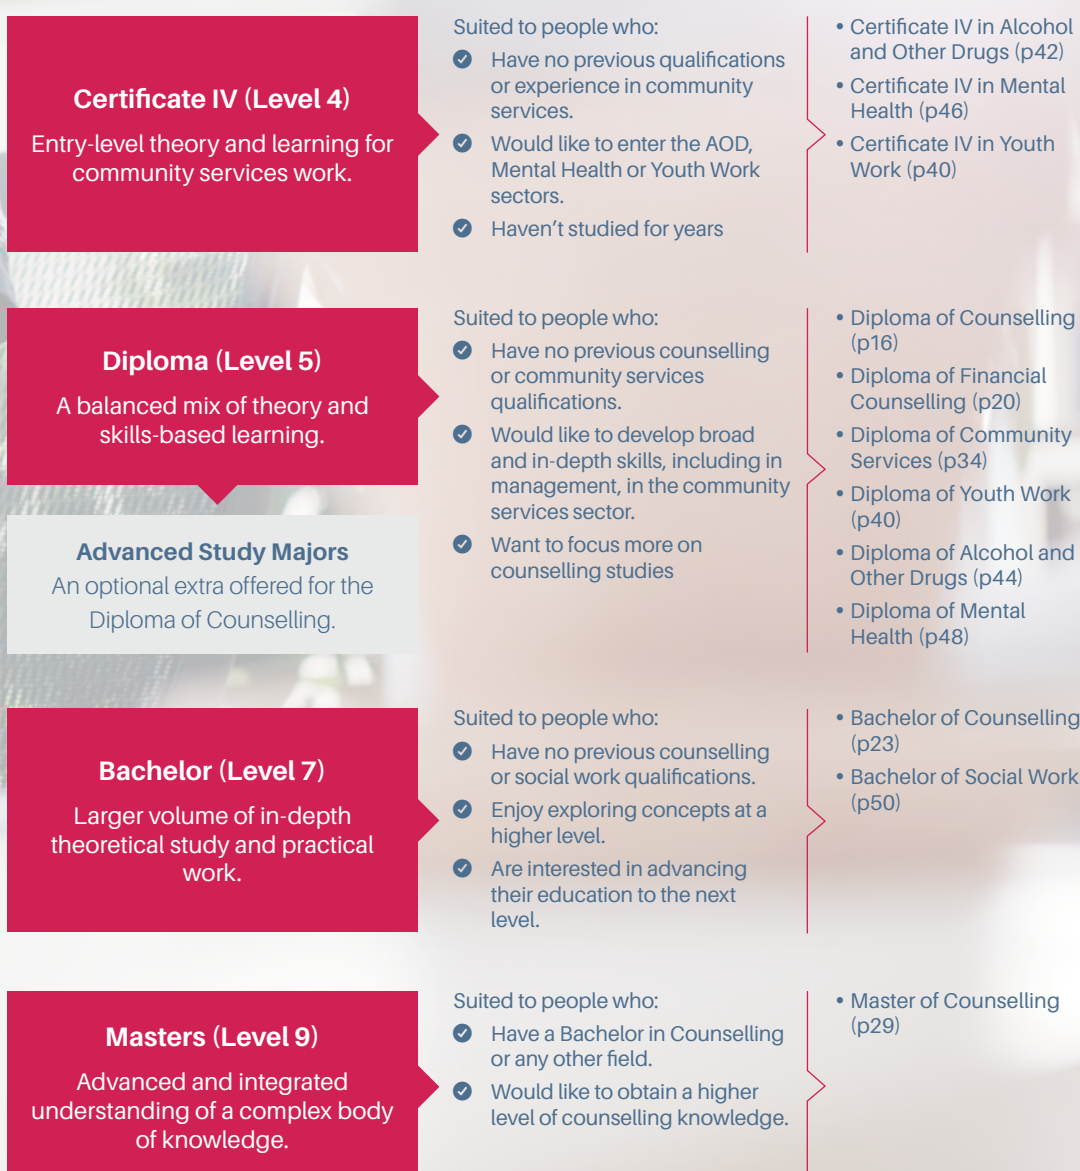 Certificate IV (Level 4)
Entry-level theory and learning for
community services work.
Suited to people who:
Have no previous qualifications
or experience in community
services.
Would like to enter the AOD,
Mental Health or Youth Work
sectors.
Haven’t studied for years
• Certificate IV in Alcohol
and Other Drugs (p42)
• Certificate IV in Mental
Health (p46)
• Certificate IV in Youth
Work (p40)
Diploma (Level 5)
A balanced mix of theory and
skills-based learning.
Advanced Study Majors
An optional extra offered for the
Diploma of Counselling.
Suited to people who:
Have no previous counselling
or community services
qualifications.
Would like to develop broad
and in-depth skills, including in
management, in the community
services sector.
Want to focus more on
counselling studies
• Diploma of Counselling
(p16)
• Diploma of Financial
Counselling (p20)
• Diploma of Community
Services (p34)
• Diploma of Youth Work
(p40)
• Diploma of Alcohol and
Other Drugs (p44)
• Diploma of Mental
Health (p48)
Bachelor (Level 7)
Larger volume of in-depth
theoretical study and practical
work.
Suited to people who:
Have no previous counselling
or social work qualifications.
Enjoy exploring concepts at a
higher level.
Are interested in advancing
their education to the next
level.
• Bachelor of Counselling
(p23)
• Bachelor of Social Work
(p50)
Masters (Level 9)
Advanced and integrated
understanding of a complex body
of knowledge.
Suited to people who:
Have a Bachelor in Counselling
or any other field.
Would like to obtain a higher
level of counselling knowledge.
• Master of Counselling
(p29)